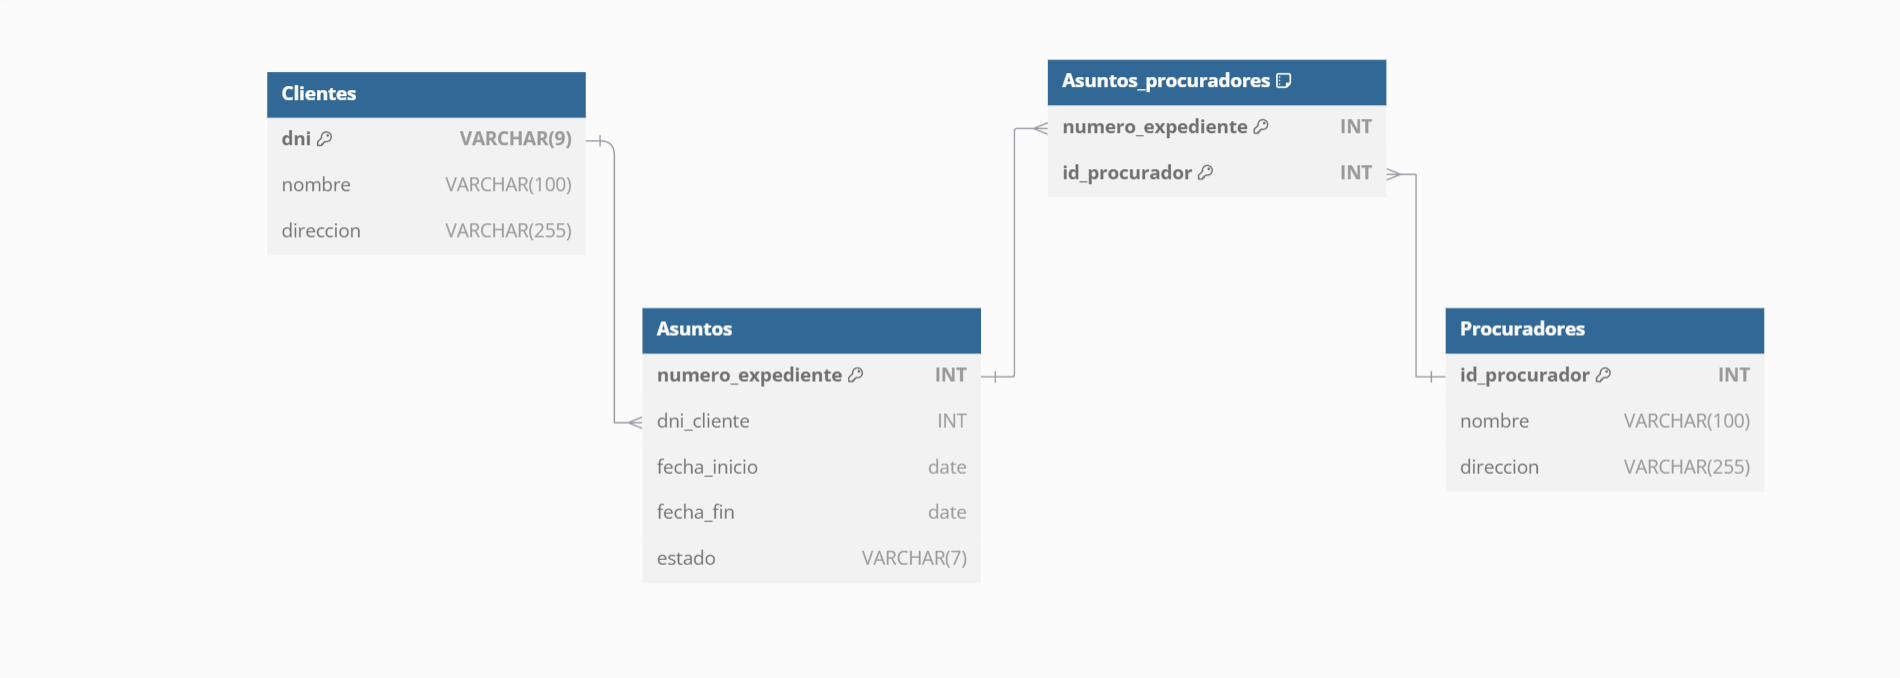 Clientes
dni VARCHAR(9)
nombre VARCHAR(100)
direccion VARCHAR(255)
Asuntos
numero_expediente INT
dni_cliente INT
fecha_inicio date
fecha_fin date
estado VARCHAR(7)
Asuntos_procuradores
numero_expediente INT
id_procurador INT
Procuradores
id_procurador INT
nombre VARCHAR(100)
direccion VARCHAR(255)